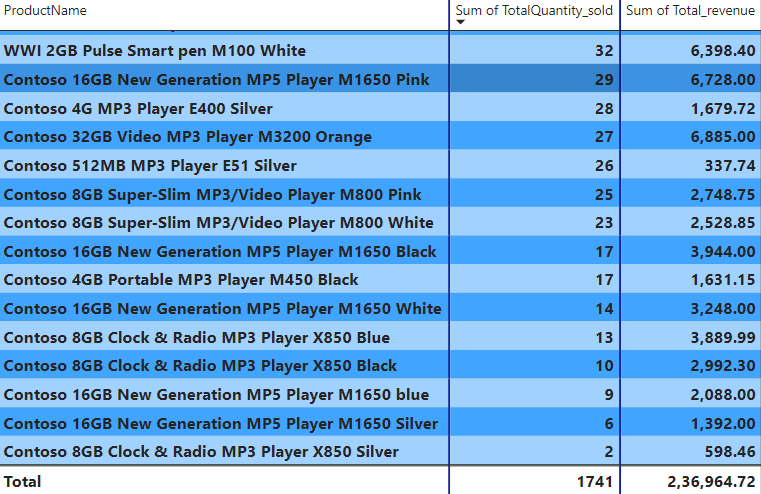 ProductName Sum of TotalQuantity_sold Sum of Total_revenue
WWI 2GB Pulse Smart pen M100 White 32 6,398.40
Contoso 16GB New Generation MP5 Player M1650 Pink 29 6,728.00
Contoso 4G MP3 Player E400 Silver 28 1,679.72
Contoso 32GB Video MP3 Player M3200 Orange 27 6,885.00
Contoso 512MB MP3 Player E51 Silver 26 337.74
Contoso 8GB Super-Slim MP3/Video Player M800 Pink 25 2,748.75
Contoso 8GB Super-Slim MP3/Video Player M800 White 23 2,528.85
Contoso 16GB New Generation MP5 Player M1650 Black 17 3,944.00
Contoso 4GB Portable MP3 Player M450 Black 17 1,631.15
Contoso 16GB New Generation MP5 Player M1650 White 14 3,248.00
Contoso 8GB Clock & Radio MP3 Player X850 Blue 13 3,889.99
Contoso 8GB Clock & Radio MP3 Player X850 Black 10 2,992.30
Contoso 16GB New Generation MP5 Player M1650 blue 9 2,088.00
Contoso 16GB New Generation MP5 Player M1650 Silver 6 1,392.00
Contoso 8GB Clock & Radio MP3 Player X850 Silver 2 598.46
Total 1741 2,36,964.72